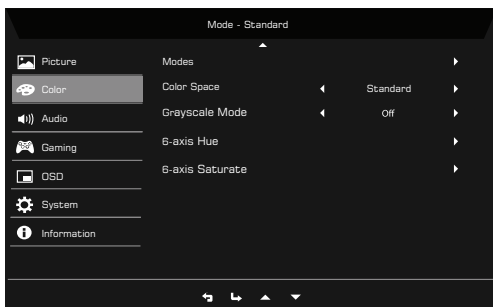 Mode - Standard
Picture
Color
Audio
Gaming
OSD
System
Information
Modes
Color Space Standard
Grayscale Mode Off
6-axis Hue
6-axis Saturate